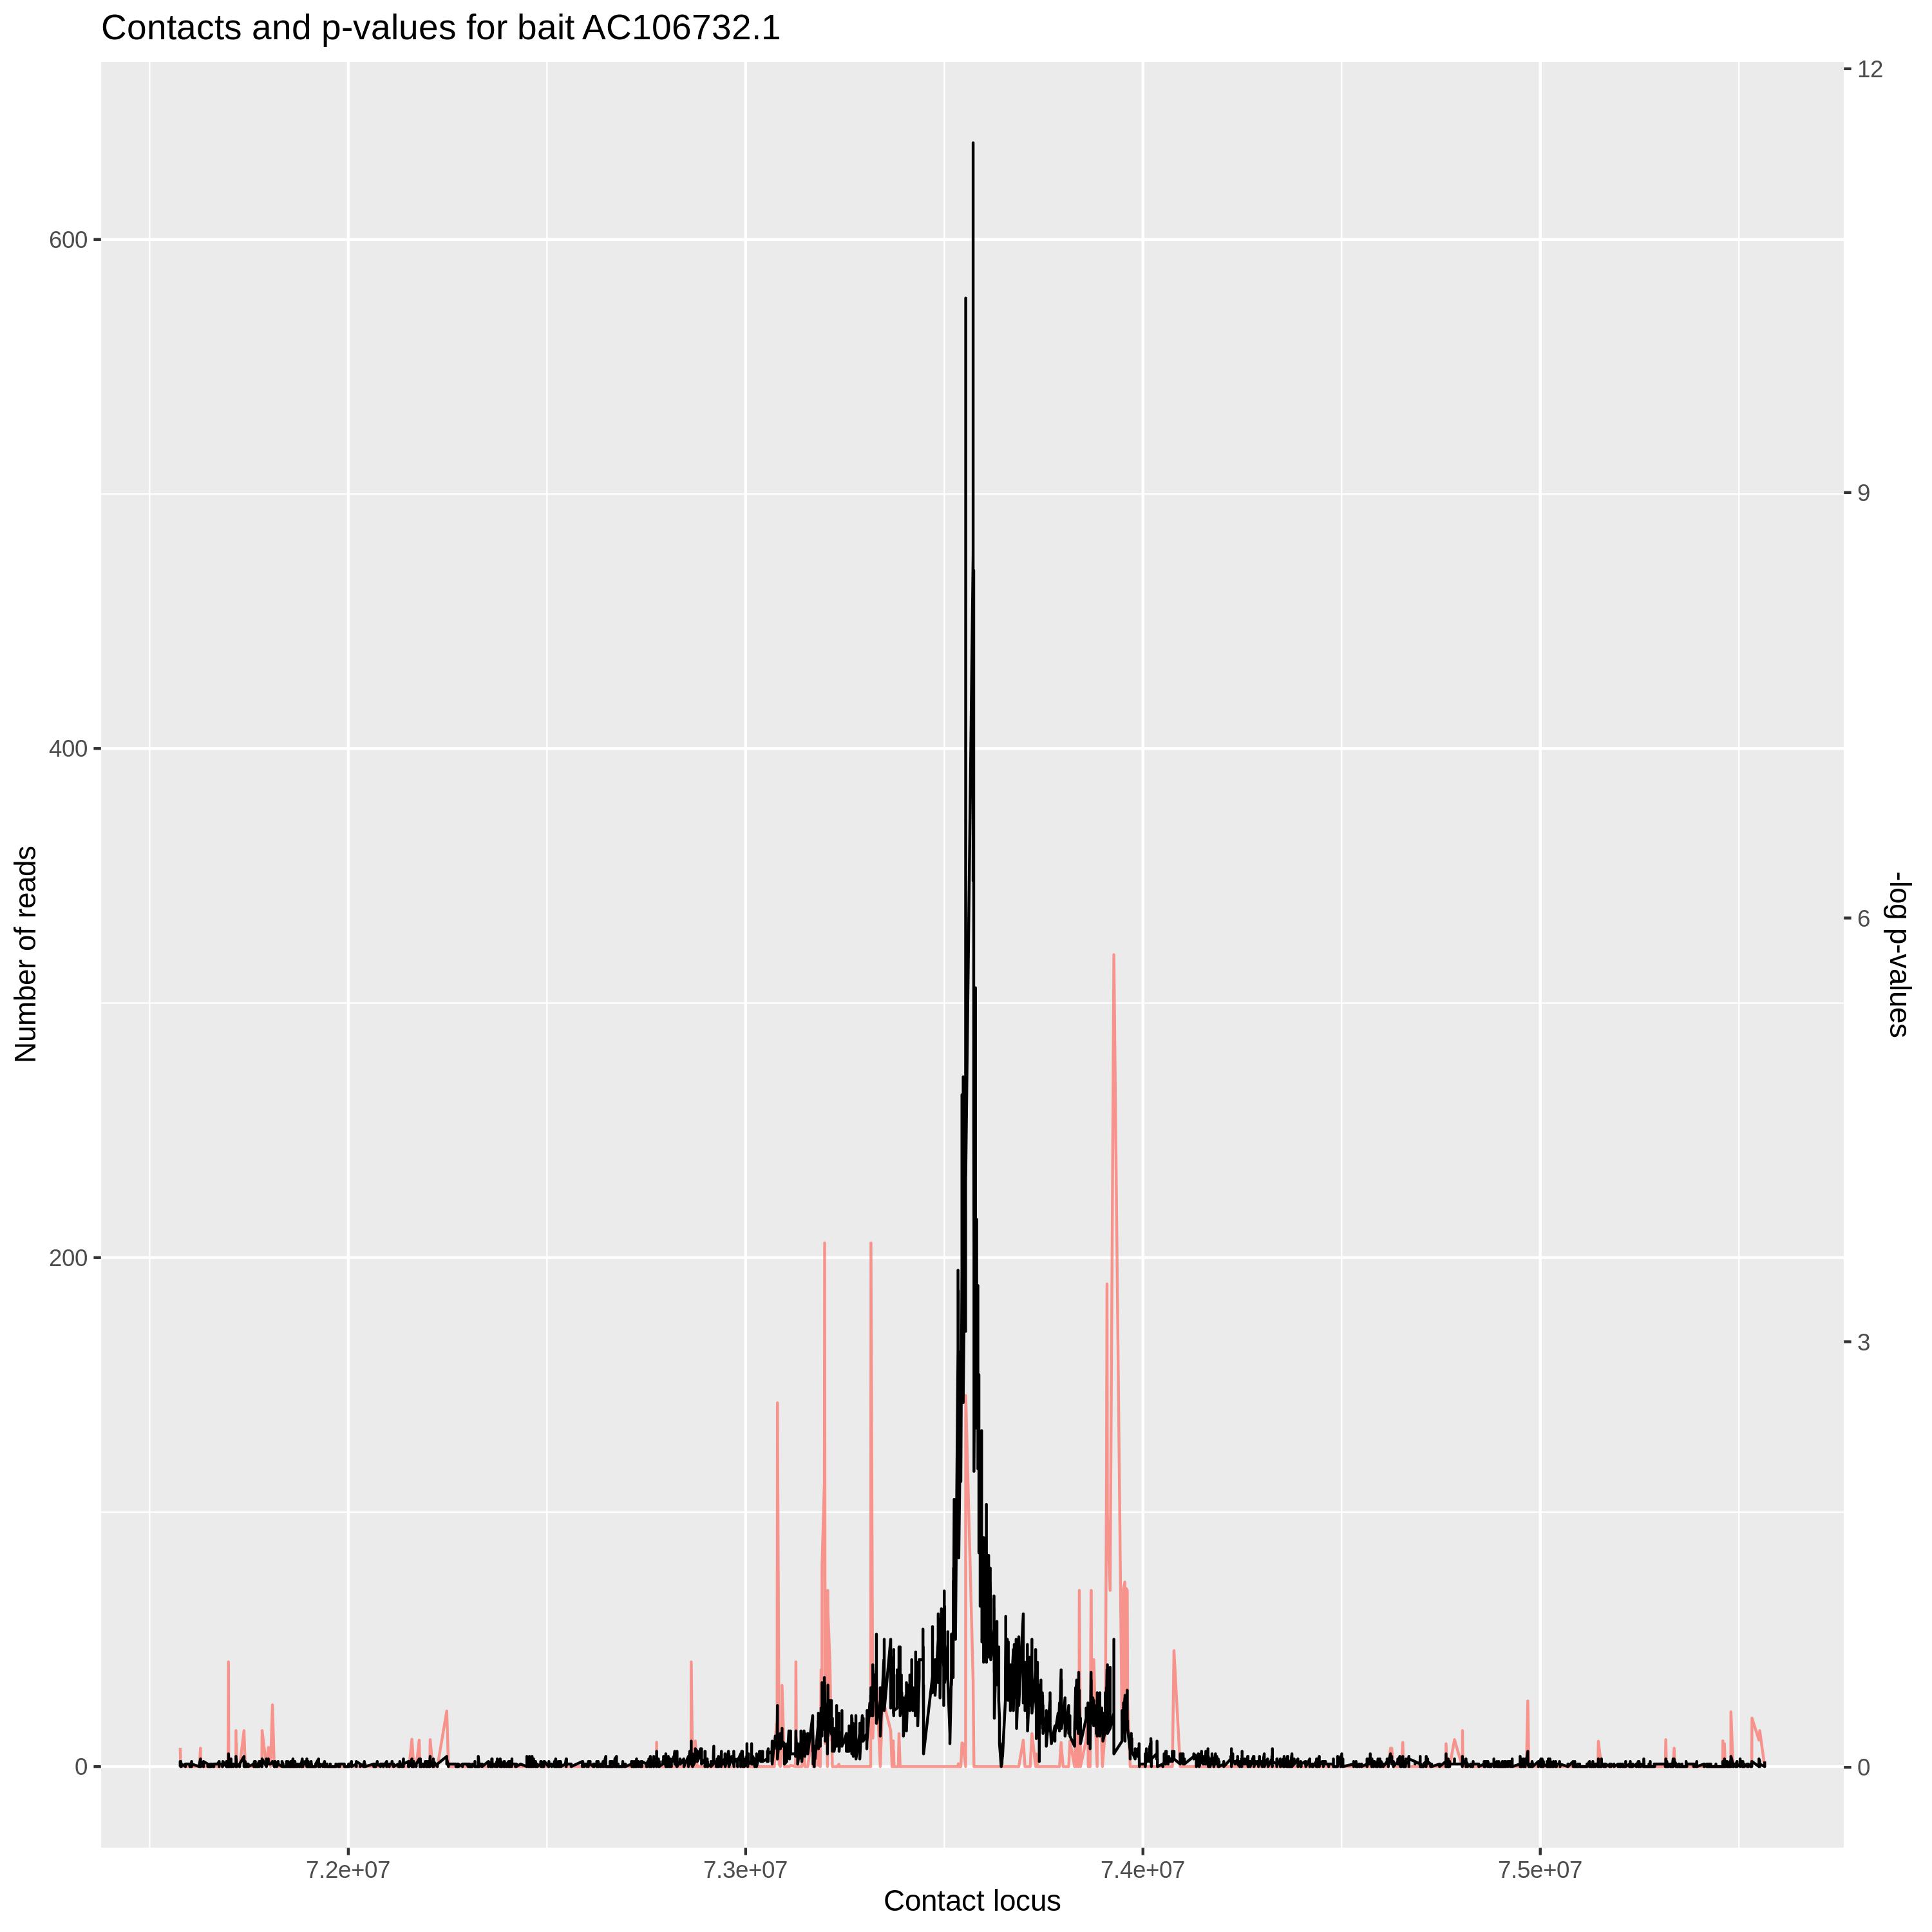 Contacts and p-values for bait AC106732.1
12
600
9
400
6
Number of reads
-log p-values
200
3
0
0
7.2e+07
7.3e+07
7.4e+07
7.5e+07
Contact locus